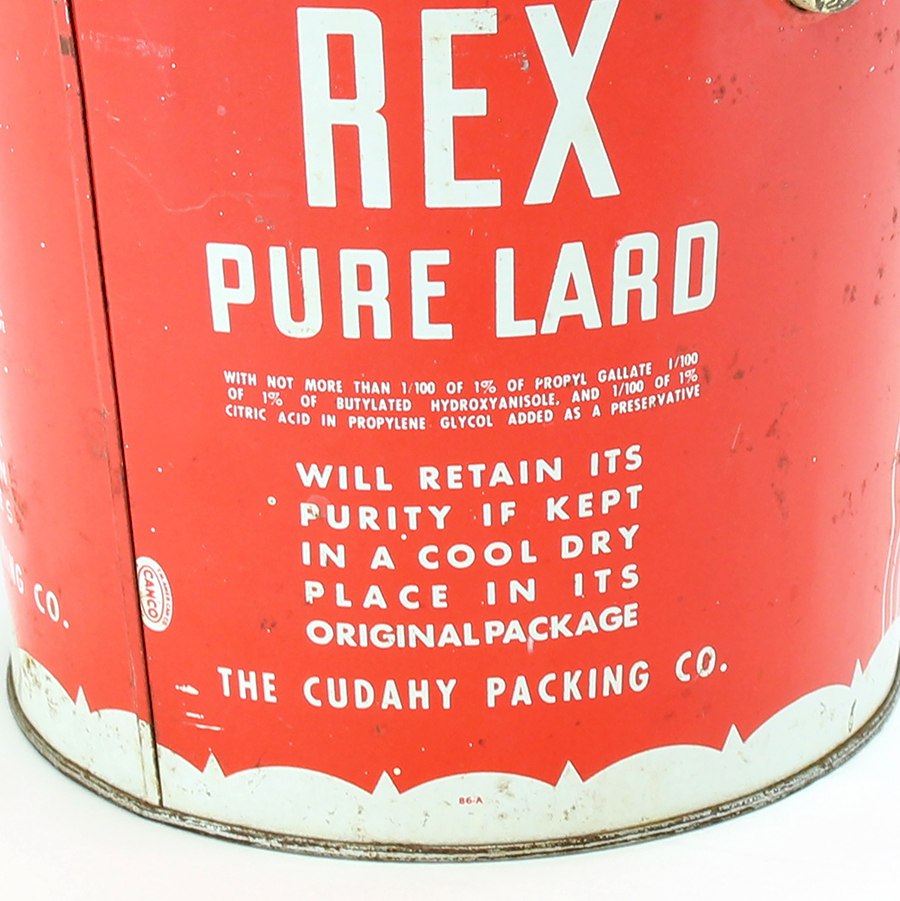 REX
PURE LARD
WITH NOT MORE THAN 1/100 OF 1% OF PROPYL GALLATE 1/100
OF 1% OF BUTYLATED HYDROXYANISOLE, AND 1/100 OF 1%
CITRIC ACID IN PROPYLENE GLYCOL ADDED AS A PRESERVATIVE
WILL RETAIN ITS
PURITY IF KEPT
IN A COOL DRY
PLACE IN ITS
ORIGINAL PACKAGE
THE CUDAHY PACKING CO.
CANCO
CO.
86-A